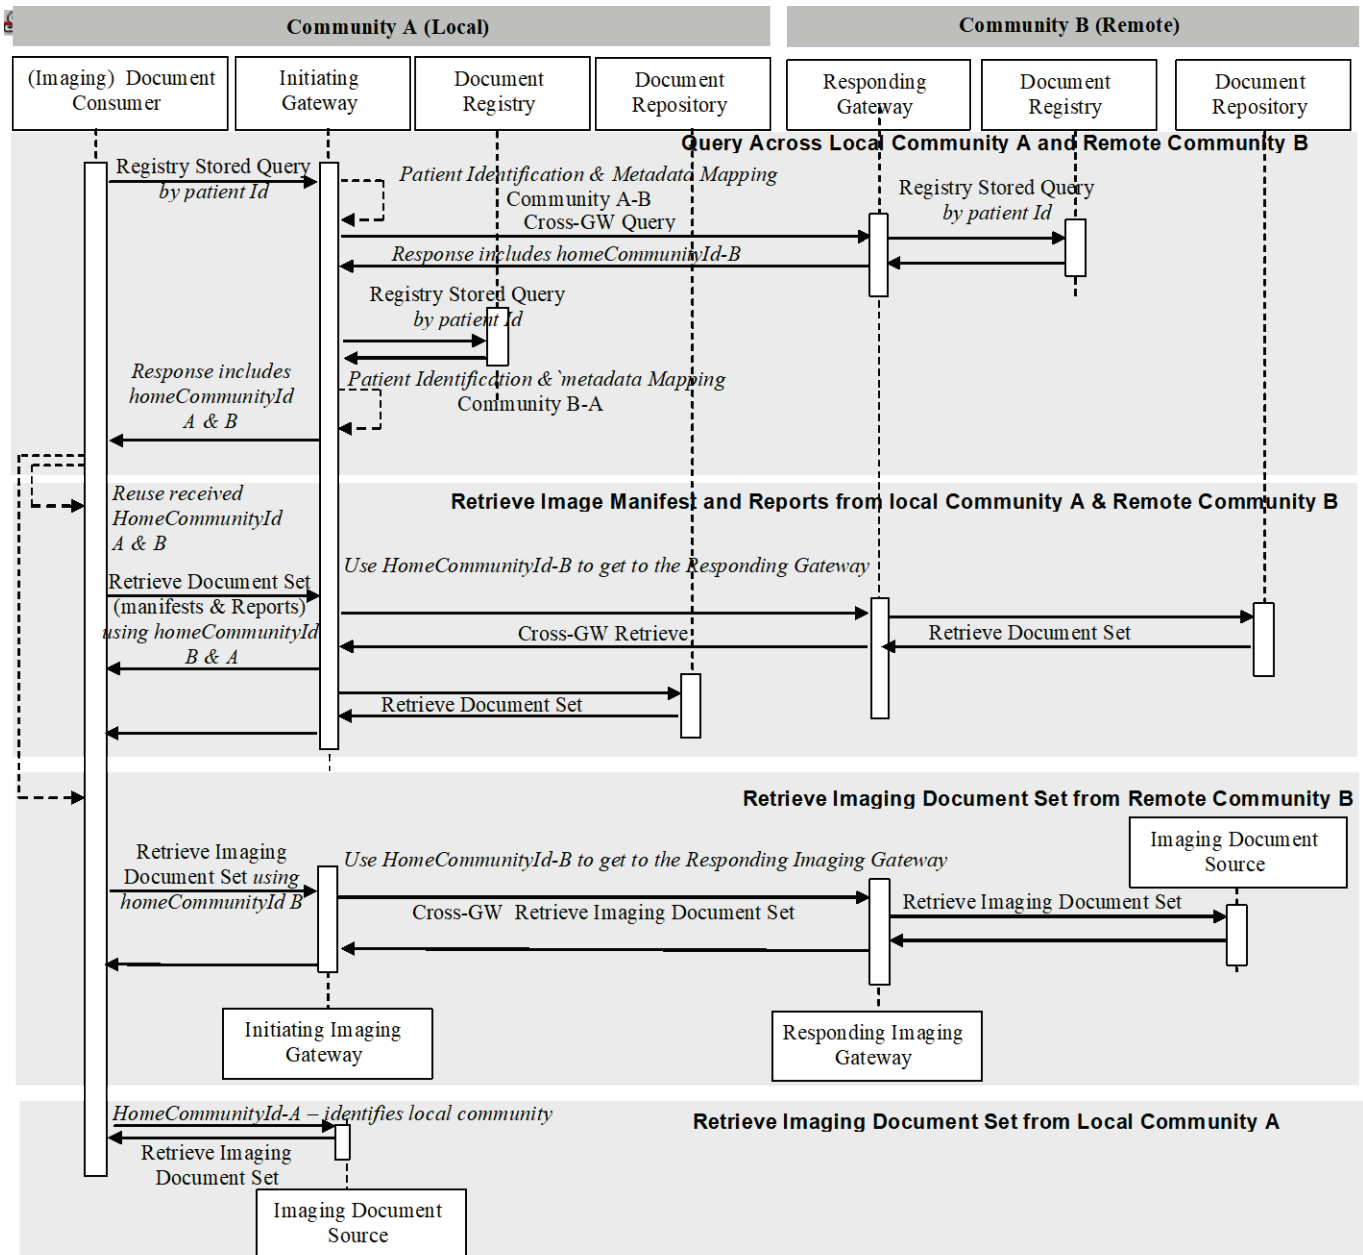 Community A (Local)
Community B (Remote)
(Imaging) Document
Consumer
Initiating
Gateway
Document
Registry
Document
Repository
Responding
Gateway
Document
Registry
Document
Repository
Query Across Local Community A and Remote Community B
Registry Stored Query
by patient Id
Patient Identification & Metadata Mapping
Community A-B
Cross-GW Query
Registry Stored Query
by patient Id
Response includes homeCommunityId-B
Registry Stored Query
by patient Id
Response includes
homeCommunityId
A & B
Patient Identification & `metadata Mapping
Community B-A
Retrieve Image Manifest and Reports from local Community A & Remote Community B
Reuse received
HomeCommunityId
A & B
Use HomeCommunityId-B to get to the Responding Gateway
Retrieve Document Set
(manifests & Reports)
using homeCommunityId
B & A
Cross-GW Retrieve
Retrieve Document Set
Retrieve Document Set
Retrieve Imaging Document Set from Remote Community B
Imaging Document
Source
Retrieve Imaging
Document Set using
homeCommunityId B
Use HomeCommunityId-B to get to the Responding Imaging Gateway
Cross-GW Retrieve Imaging Document Set
Retrieve Imaging Document Set
Initiating Imaging
Gateway
Responding Imaging
Gateway
HomeCommunityId-A – identifies local community
Retrieve Imaging Document Set from Local Community A
Retrieve Imaging
Document Set
Imaging Document
Source